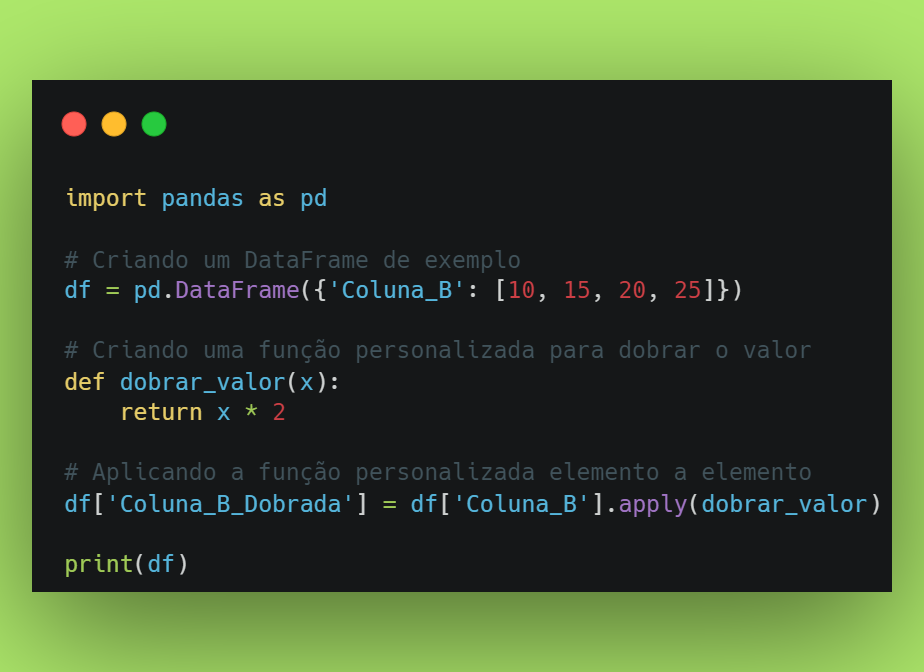 import pandas as pd
# Criando um DataFrame de exemplo
df = pd.DataFrame({'Coluna_B': [10, 15, 20, 25]})
# Criando uma função personalizada para dobrar o valor
def dobrar_valor(x):
    return x * 2
# Aplicando a função personalizada elemento a elemento
df['Coluna_B_Dobrada'] = df['Coluna_B'].apply(dobrar_valor)
print(df)